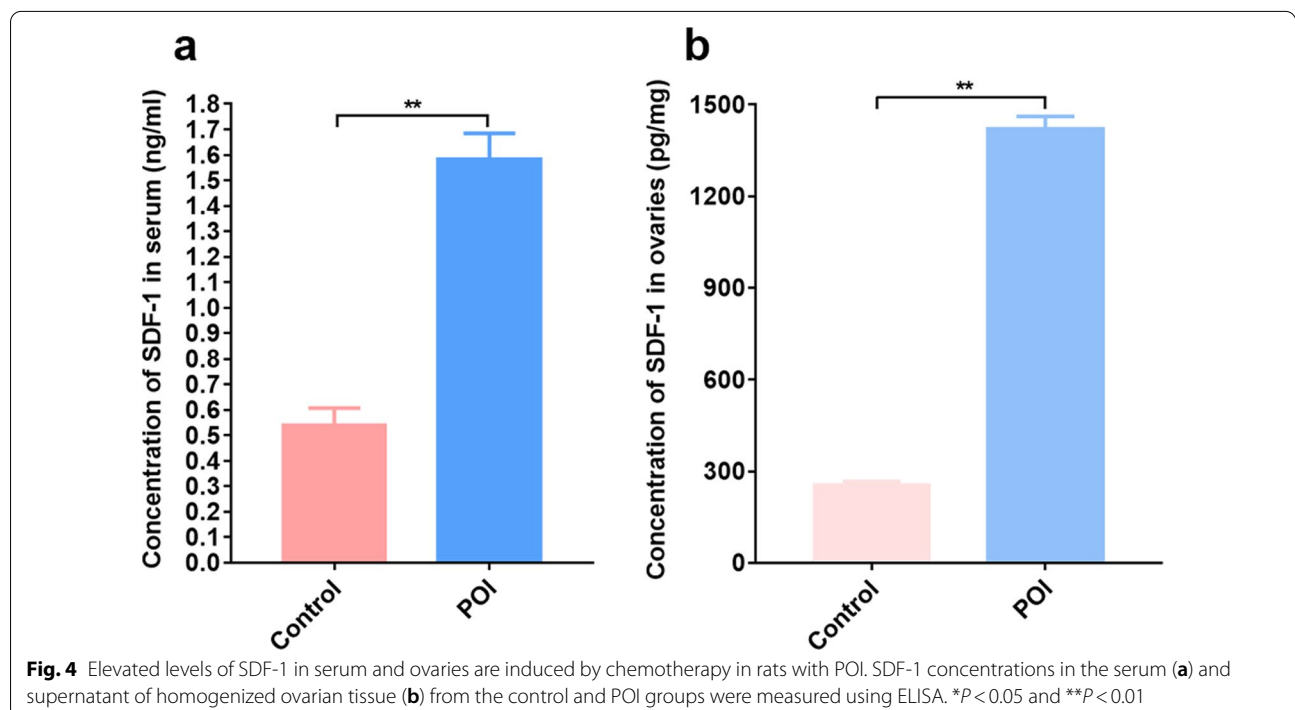 a
b
Concentration of SDF-1 in serum (ng/ml)
1.8
1.7
1.6
1.5
1.4
1.3
1.2
1.1
1.0
0.9
0.8
0.7
0.6
0.5
0.4
0.3
0.2
0.1
0.0
**
Control
POI
Concentration of SDF-1 in ovaries (pg/mg)
1500
1200
900
600
300
0
**
Control
POI
Fig. 4 Elevated levels of SDF-1 in serum and ovaries are induced by chemotherapy in rats with POI. SDF-1 concentrations in the serum (a) and
supernatant of homogenized ovarian tissue (b) from the control and POI groups were measured using ELISA. *P < 0.05 and **P < 0.01